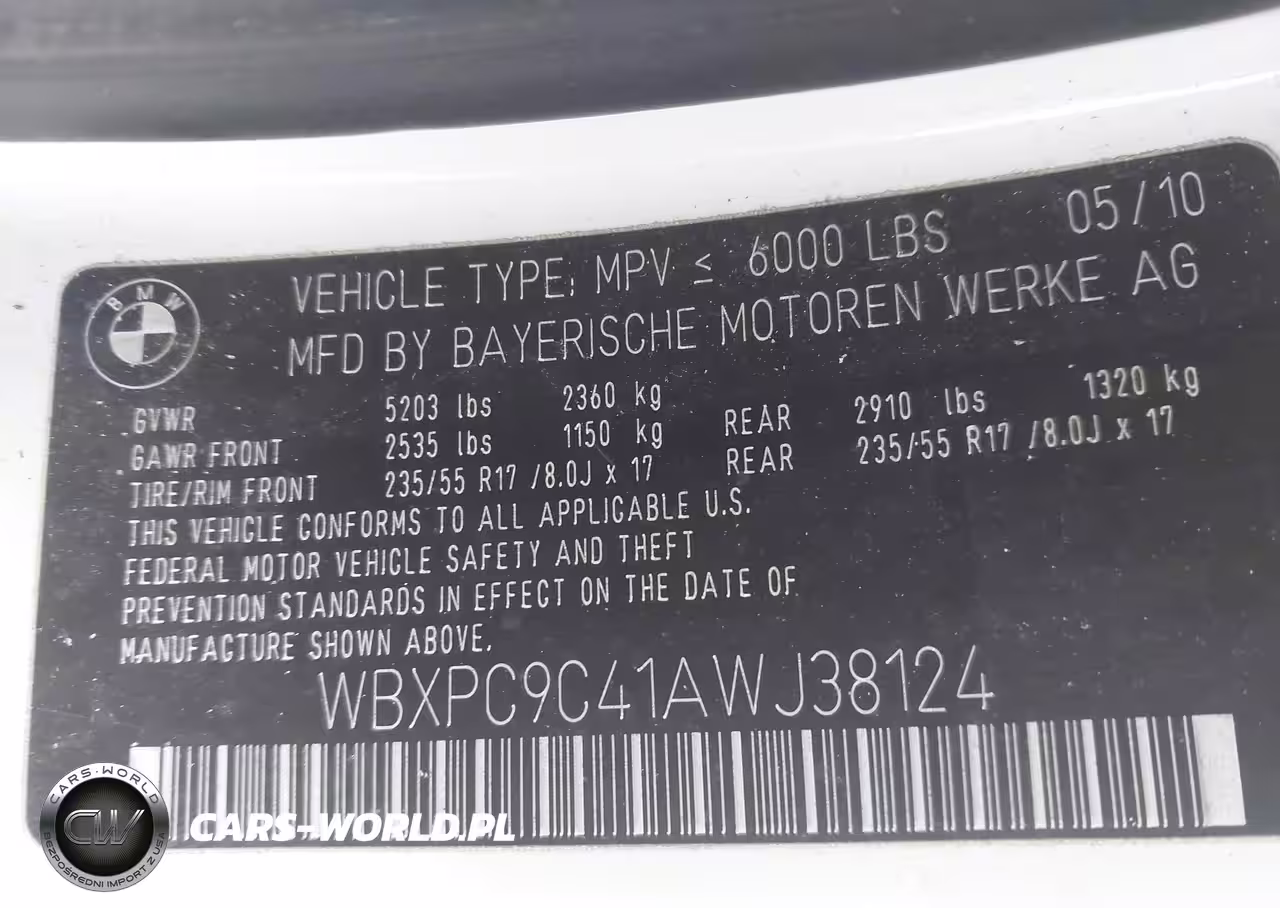 BMW
VEHICLE TYPE: MPV ≤ 6000 LBS 05/10
MFD BY BAYERISCHE MOTOREN WERKE AG
GVWR 5203 lbs 2360 kg
GAWR FRONT 2535 lbs 1150 kg REAR 2910 lbs 1320 kg
TIRE/RIM FRONT 235/55 R17 /8.0J x 17 REAR 235/55 R17 /8.0J x 17
THIS VEHICLE CONFORMS TO ALL APPLICABLE U.S.
FEDERAL MOTOR VEHICLE SAFETY AND THEFT
PREVENTION STANDARDS IN EFFECT ON THE DATE OF
MANUFACTURE SHOWN ABOVE.
WBXPC9C41AWJ38124
CARS-WORLD
CW
BEZPOŚREDNI IMPORT Z USA
CARS-WORLD.PL